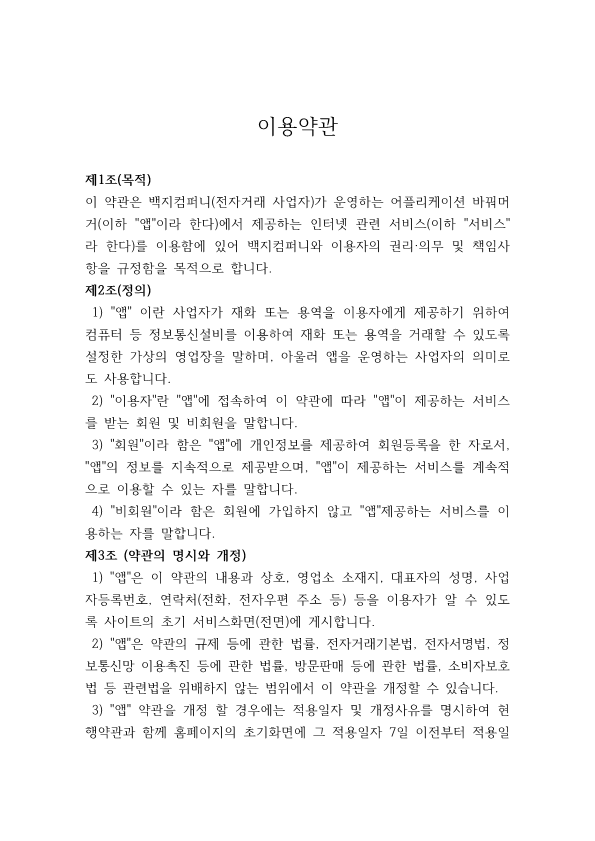 이용약관
제1조(목적)
이 약관은 백지컴퍼니(전자거래 사업자)가 운영하는 어플리케이션 바꿔머
거(이하 "앱"이라 한다)에서 제공하는 인터넷 관련 서비스(이하 "서비스"
라 한다)를 이용함에 있어 백지컴퍼니와 이용자의 권리·의무 및 책임사
항을 규정함을 목적으로 합니다.
제2조(정의)
1) "앱" 이란 사업자가 재화 또는 용역을 이용자에게 제공하기 위하여
컴퓨터 등 정보통신설비를 이용하여 재화 또는 용역을 거래할 수 있도록
설정한 가상의 영업장을 말하며, 아울러 앱을 운영하는 사업자의 의미로
도 사용합니다.
2) "이용자"란 "앱"에 접속하여 이 약관에 따라 "앱"이 제공하는 서비스
를 받는 회원 및 비회원을 말합니다.
3) "회원"이라 함은 "앱"에 개인정보를 제공하여 회원등록을 한 자로서,
"앱"의 정보를 지속적으로 제공받으며, "앱"이 제공하는 서비스를 계속적
으로 이용할 수 있는 자를 말합니다.
4) "비회원"이라 함은 회원에 가입하지 않고 "앱"제공하는 서비스를 이
용하는 자를 말합니다.
제3조 (약관의 명시와 개정)
1) "앱"은 이 약관의 내용과 상호, 영업소 소재지, 대표자의 성명, 사업
자등록번호, 연락처(전화, 전자우편 주소 등) 등을 이용자가 알 수 있도
록 사이트의 초기 서비스화면(전면)에 게시합니다.
2) "앱"은 약관의 규제 등에 관한 법률, 전자거래기본법, 전자서명법, 정
보통신망 이용촉진 등에 관한 법률, 방문판매 등에 관한 법률, 소비자보호
법 등 관련법을 위배하지 않는 범위에서 이 약관을 개정할 수 있습니다.
3) "앱" 약관을 개정 할 경우에는 적용일자 및 개정사유를 명시하여 현
행약관과 함께 홈페이지의 초기화면에 그 적용일자 7일 이전부터 적용일